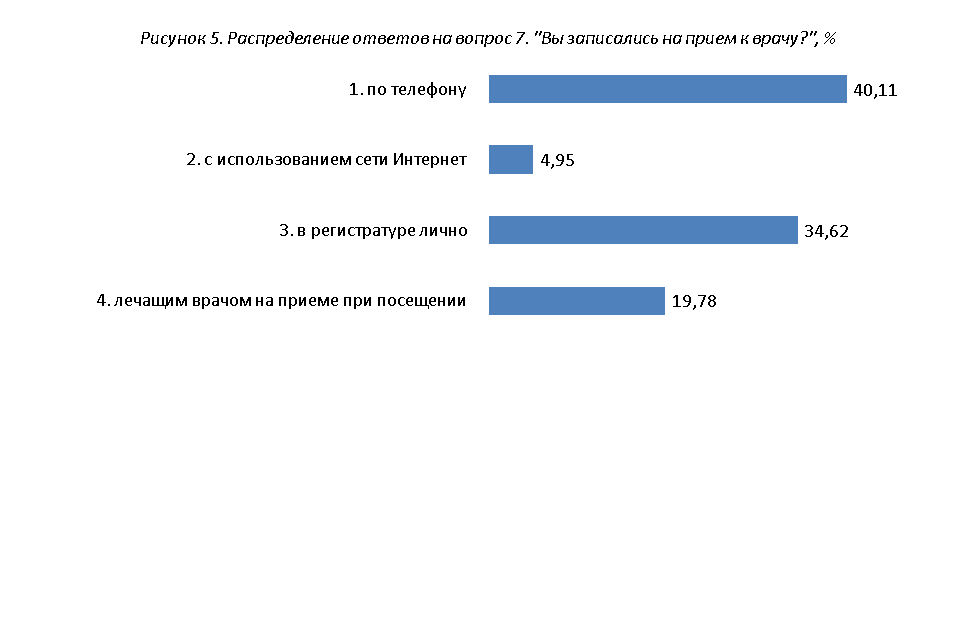 Рисунок 5. Распределение ответов на вопрос 7. "Вы записались на прием к врачу?", %
1. по телефону 40,11
2. с использованием сети Интернет 4,95
3. в регистратуре лично 34,62
4. лечащим врачом на приеме при посещении 19,78